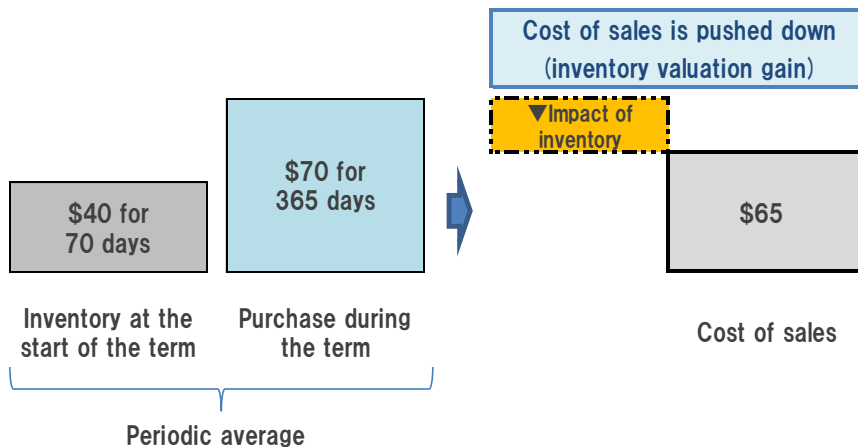 Cost of sales is pushed down
(inventory valuation gain)
▼Impact of
inventory
$40 for
70 days
$70 for
365 days
$65
Inventory at the
start of the term
Purchase during
the term
Cost of sales
Periodic average